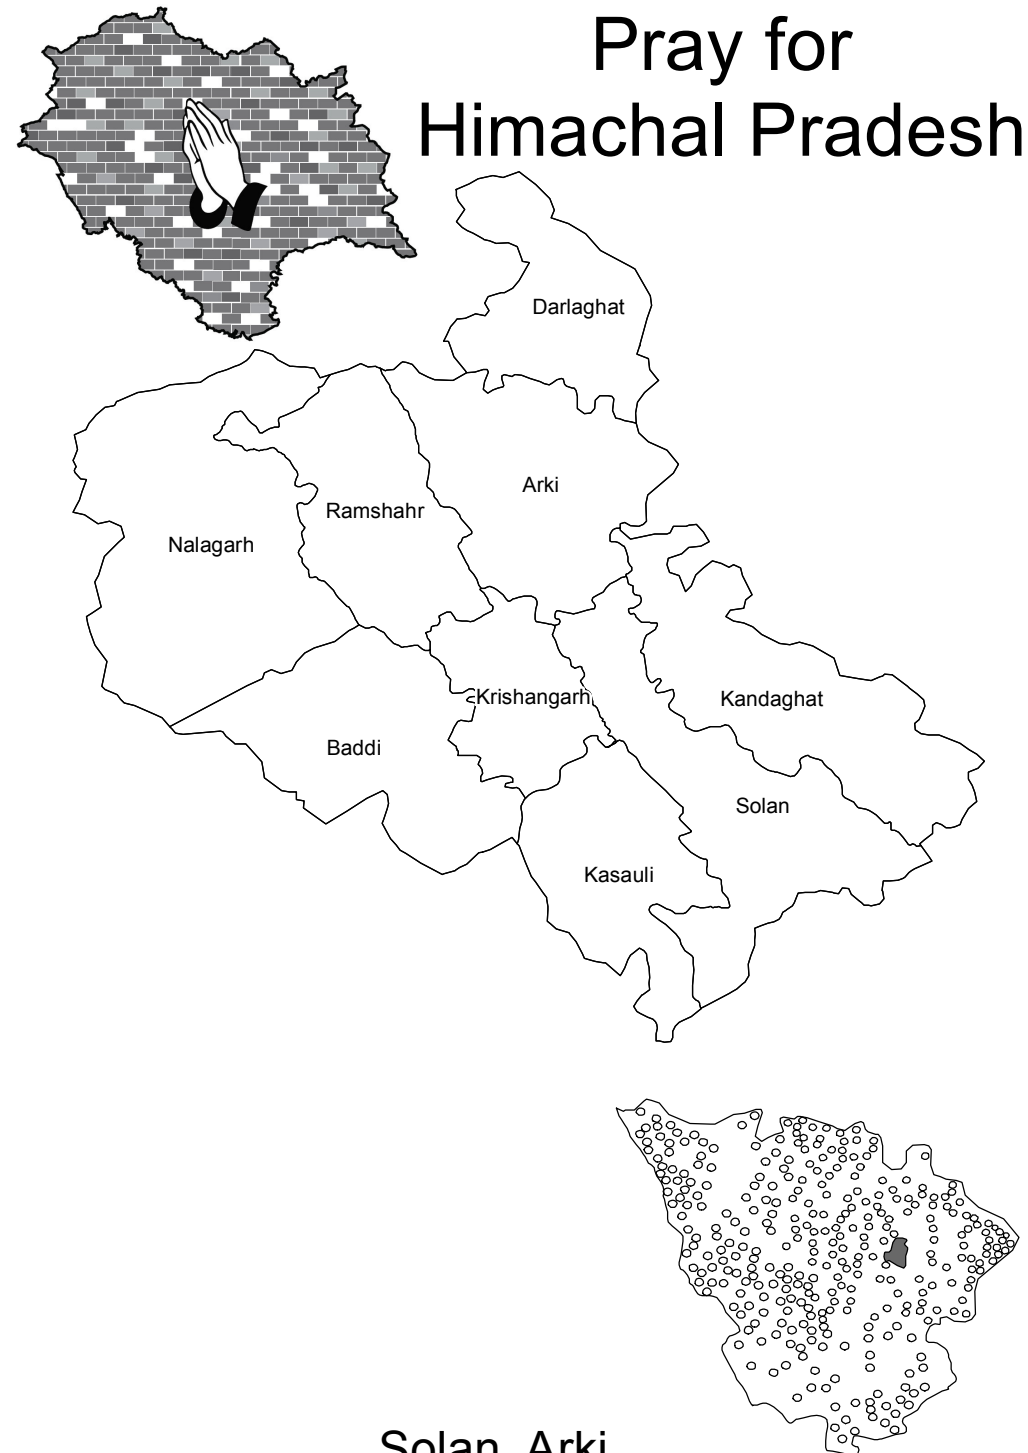 Pray for
Himachal Pradesh
Darlaghat
Arki
Ramshahr
Nalagarh
Krishangarh
Kandaghat
Baddi
Solan
Kasauli
Solan, Arki